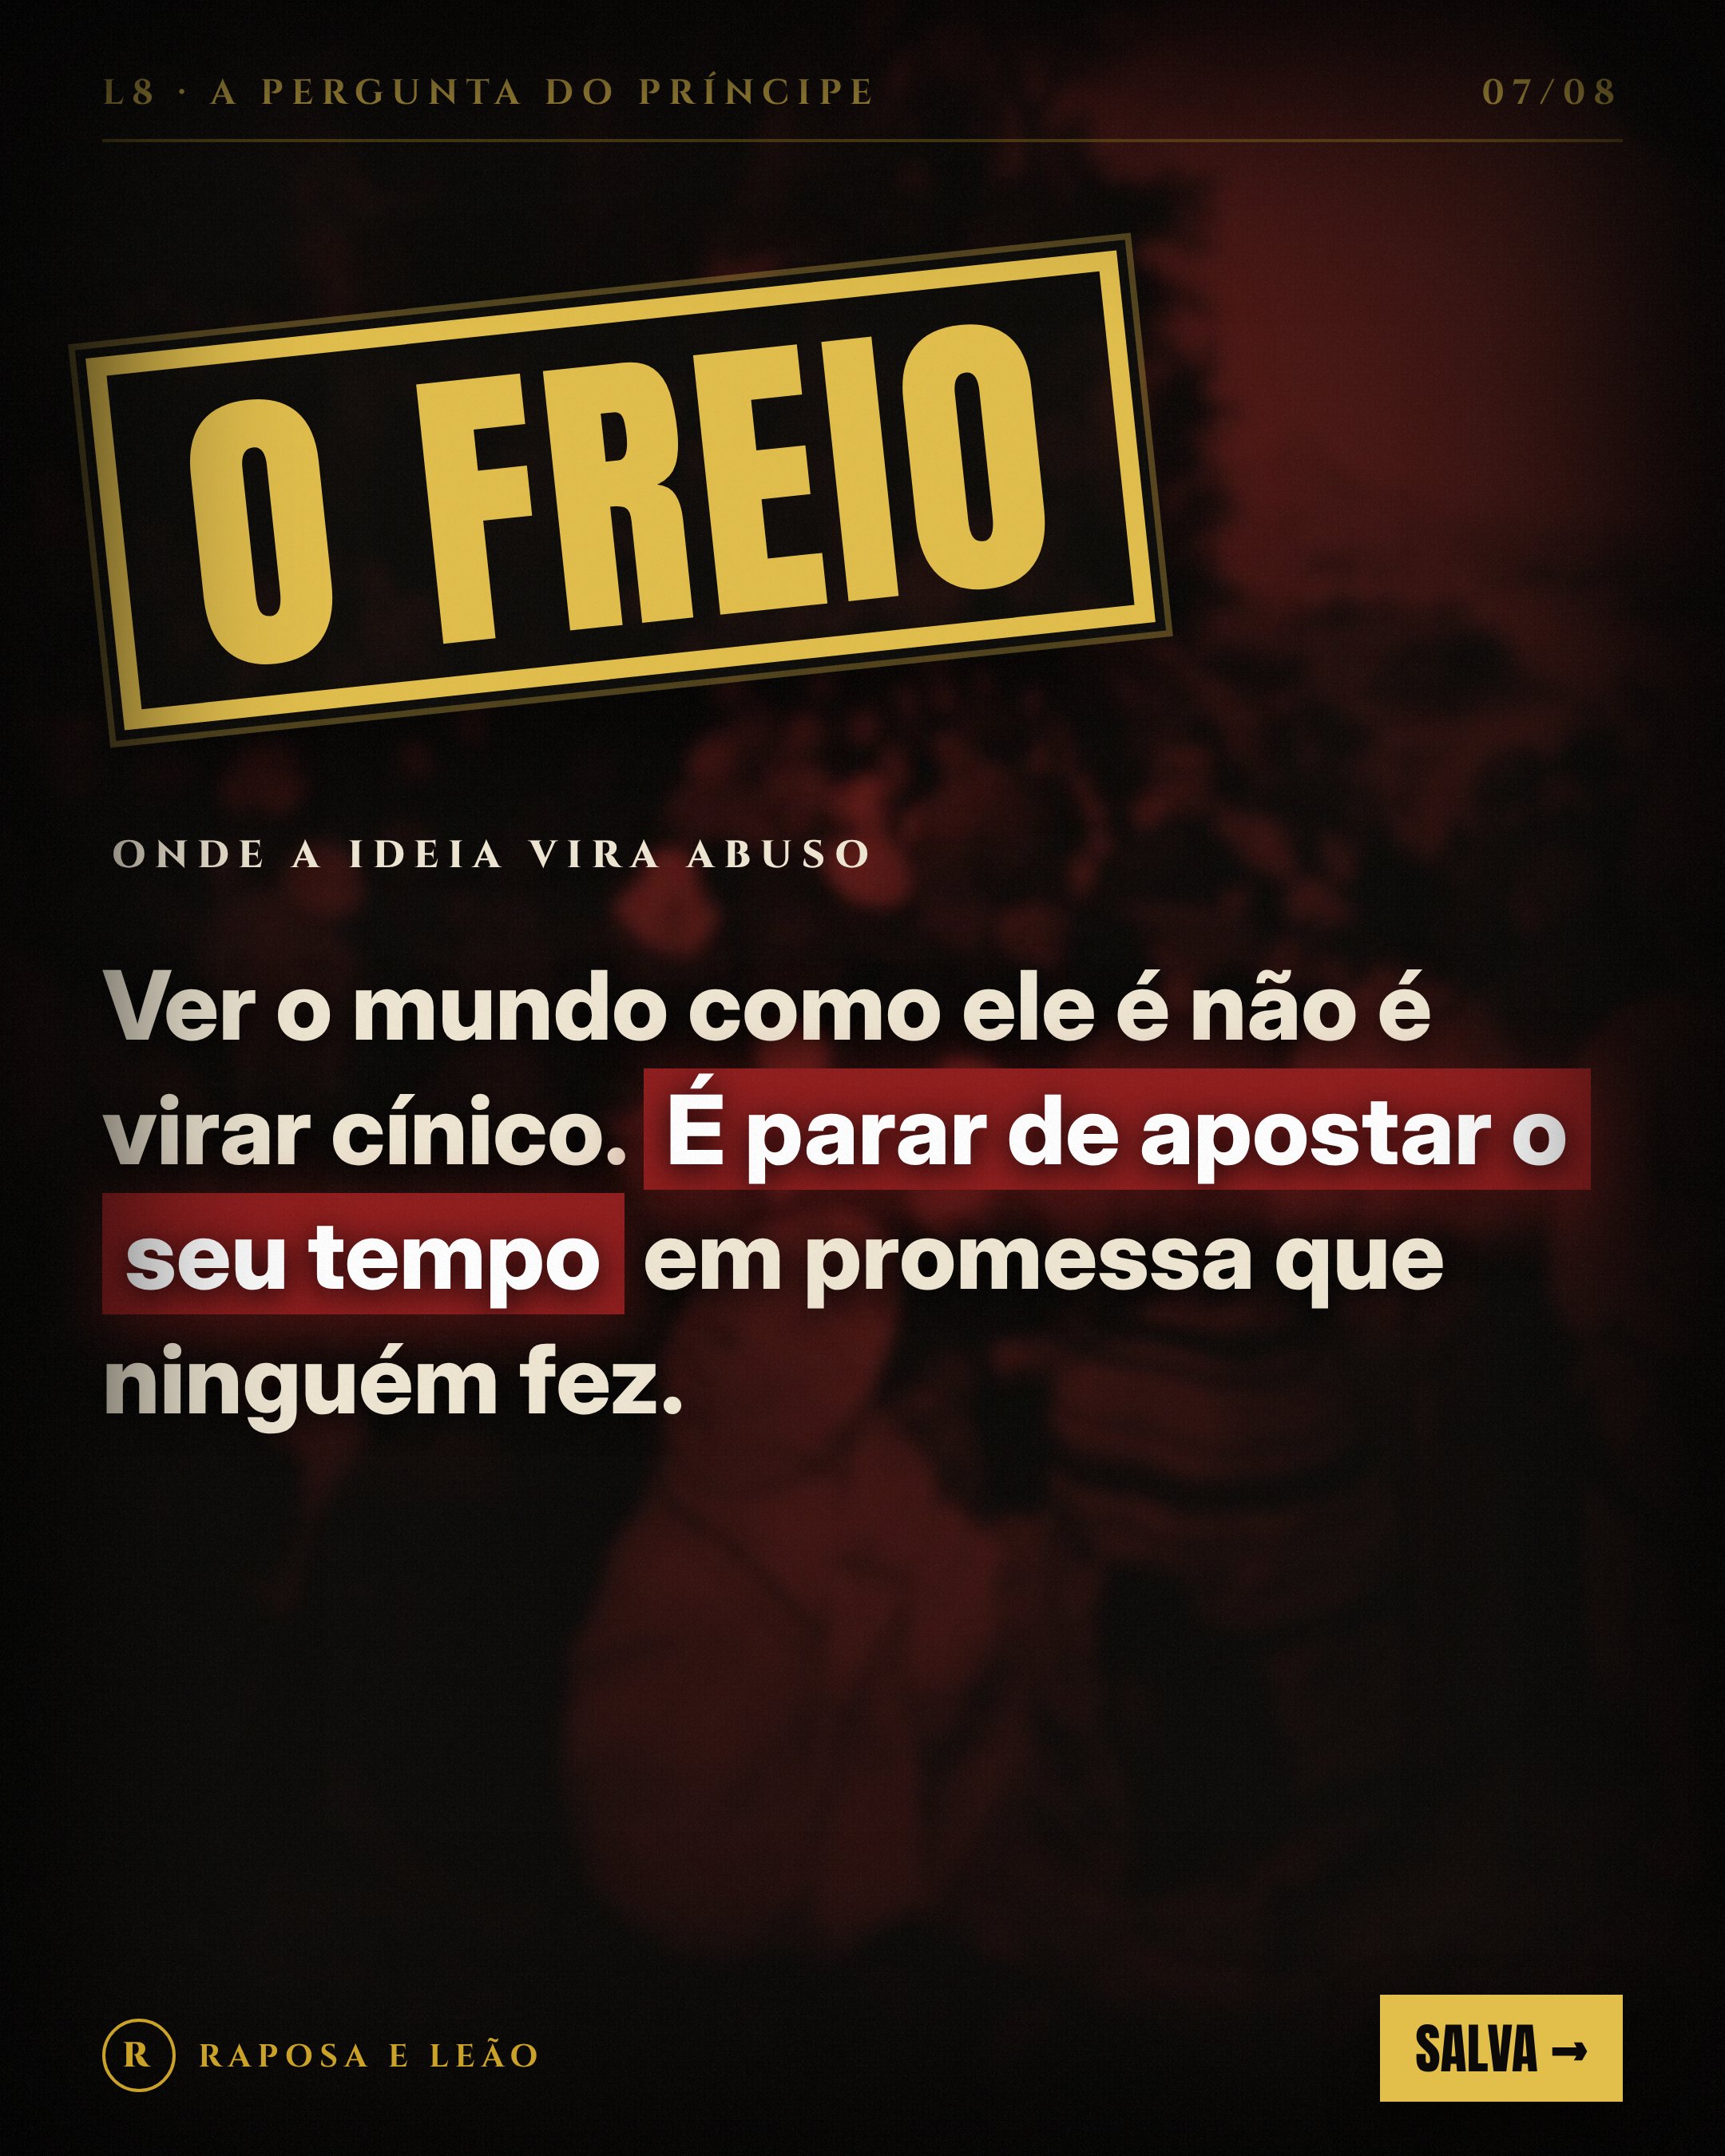 L8 · A PERGUNTA DO PRÍNCIPE
07/08
O FREIO
ONDE A IDEIA VIRA ABUSO
Ver o mundo como ele é não é
virar cínico. É parar de apostar o
seu tempo em promessa que
ninguém fez.
R RAPOSA E LEÃO
SALVA →